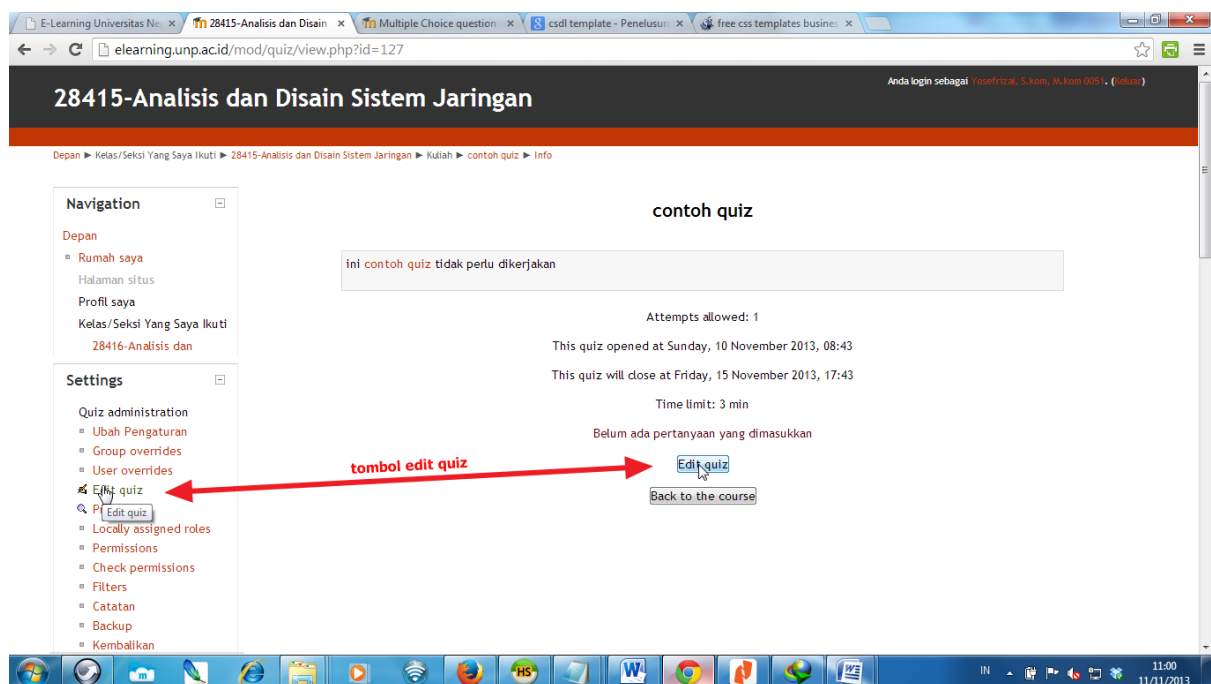 E-Learning Universitas Ne
28415-Analisis dan Disain
Multiple Choice question
csdl template - Penelusur
free css templates busines
elearning.unp.ac.id/mod/quiz/view.php?id=127
Anda login sebagai Yosefrizal, S.kom, M.kom 0051. (Keluar)
28415-Analisis dan Disain Sistem Jaringan
Depan ► Kelas/Seksi Yang Saya Ikuti ► 28415-Analisis dan Disain Sistem Jaringan ► Kuliah ► contoh quiz ► Info
Navigation
Depan
Rumah saya
Halaman situs
Profil saya
Kelas/Seksi Yang Saya Ikuti
28416-Analisis dan
Settings
Quiz administration
Ubah Pengaturan
Group overrides
User overrides
Edit quiz
Edit quiz
Locally assigned roles
Permissions
Check permissions
Filters
Catatan
Backup
Kembalikan
contoh quiz
ini contoh quiz tidak perlu dikerjakan
Attempts allowed: 1
This quiz opened at Sunday, 10 November 2013, 08:43
This quiz will close at Friday, 15 November 2013, 17:43
Time limit: 3 min
Belum ada pertanyaan yang dimasukkan
tombol edit quiz
Edit quiz
Back to the course
HS
IN
11:00
11/11/2013